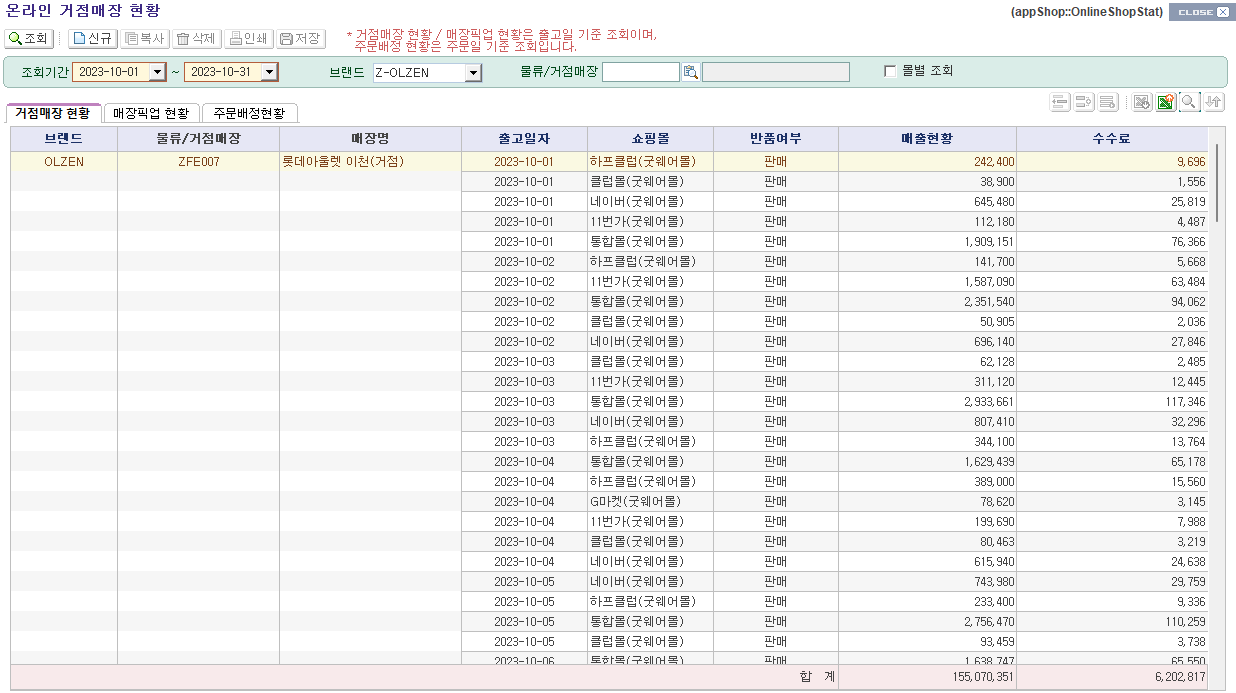 온라인 거점매장 현황
(appShop::OnlineShopStat) CLOSE
조회 신규 복사 삭제 인쇄 저장
* 거점매장 현황 / 매장픽업 현황은 출고일 기준 조회이며,
주문배정 현황은 주문일 기준 조회입니다.
조회기간 2023-10-01 ~ 2023-10-31 브랜드 Z-OLZEN 물류/거점매장 몰별 조회
거점매장 현황 매장픽업 현황 주문배정현황
브랜드 물류/거점매장 매장명 출고일자 쇼핑몰 반품여부 매출현황 수수료
OLZEN ZFE007 롯데아울렛 이천(거점) 2023-10-01 하프클럽(굿웨어몰) 판매 242,400 9,696
2023-10-01 클럽몰(굿웨어몰) 판매 38,900 1,556
2023-10-01 네이버(굿웨어몰) 판매 645,480 25,819
2023-10-01 11번가(굿웨어몰) 판매 112,180 4,487
2023-10-01 통합몰(굿웨어몰) 판매 1,909,151 76,366
2023-10-02 하프클럽(굿웨어몰) 판매 141,700 5,668
2023-10-02 11번가(굿웨어몰) 판매 1,587,090 63,484
2023-10-02 통합몰(굿웨어몰) 판매 2,351,540 94,062
2023-10-02 클럽몰(굿웨어몰) 판매 50,905 2,036
2023-10-02 네이버(굿웨어몰) 판매 696,140 27,846
2023-10-03 클럽몰(굿웨어몰) 판매 62,128 2,485
2023-10-03 11번가(굿웨어몰) 판매 311,120 12,445
2023-10-03 통합몰(굿웨어몰) 판매 2,933,661 117,346
2023-10-03 네이버(굿웨어몰) 판매 807,410 32,296
2023-10-03 하프클럽(굿웨어몰) 판매 344,100 13,764
2023-10-04 통합몰(굿웨어몰) 판매 1,629,439 65,178
2023-10-04 하프클럽(굿웨어몰) 판매 389,000 15,560
2023-10-04 G마켓(굿웨어몰) 판매 78,620 3,145
2023-10-04 11번가(굿웨어몰) 판매 199,690 7,988
2023-10-04 클럽몰(굿웨어몰) 판매 80,463 3,219
2023-10-04 네이버(굿웨어몰) 판매 615,940 24,638
2023-10-05 네이버(굿웨어몰) 판매 743,980 29,759
2023-10-05 하프클럽(굿웨어몰) 판매 233,400 9,336
2023-10-05 통합몰(굿웨어몰) 판매 2,756,470 110,259
2023-10-05 클럽몰(굿웨어몰) 판매 93,459 3,738
2023-10-06 통합몰(굿웨어몰) 판매 1,638,747 65,550
합 계 155,070,351 6,202,817